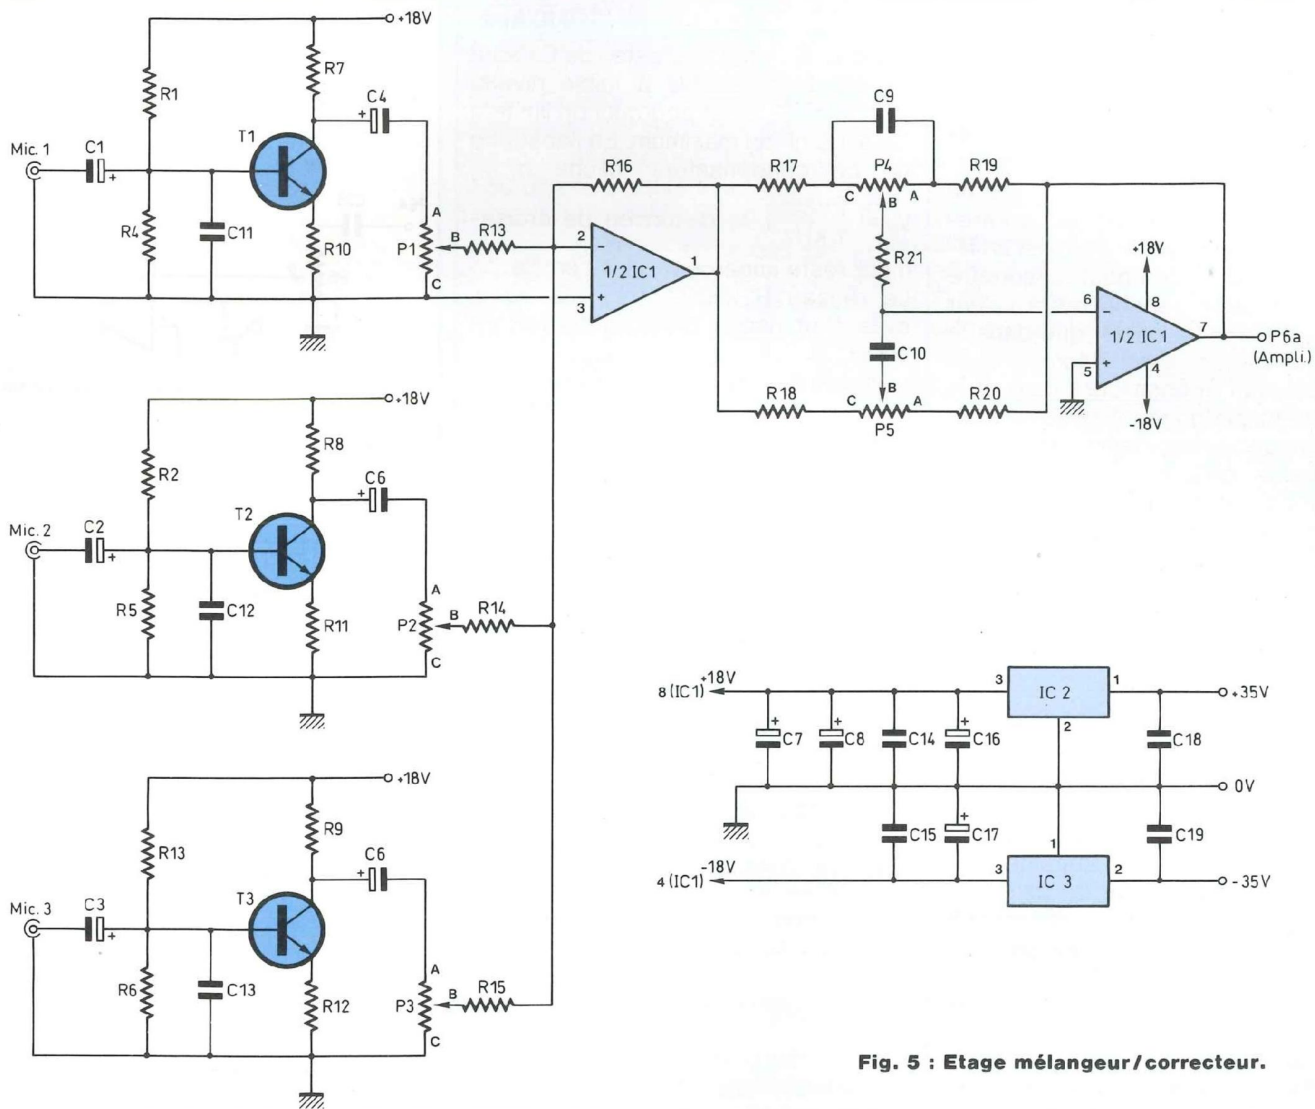 +18V
R7
R1
C4
+
Mic. 1
C1
+
T1
R4
C11
R10
A
P1
B
R13
C
R16
2
−
1/2 IC1
1
+
3
R17
C9
P4
C
A
B
R19
R21
C10
B
R18
C
A
P5
R20
+18V
6
−
8
1/2 IC1
7
5
+
4
-18V
P6a
(Ampli.)
+18V
R8
R2
C6
+
Mic.2
C2
+
T2
R5
C12
R11
A
P2
B
R14
C
+18V
R9
R13
C6
+
Mic. 3
C3
+
T3
R6
C13
R12
A
P3
B
R15
C
8 (IC1)
+18V
3
IC 2
1
+35V
+
C7
+
C8
C14
+
C16
2
C18
0V
C15
+
C17
1
C19
4 (IC1)
-18V
3
IC 3
2
-35V
Fig. 5 : Etage mélangeur/correcteur.